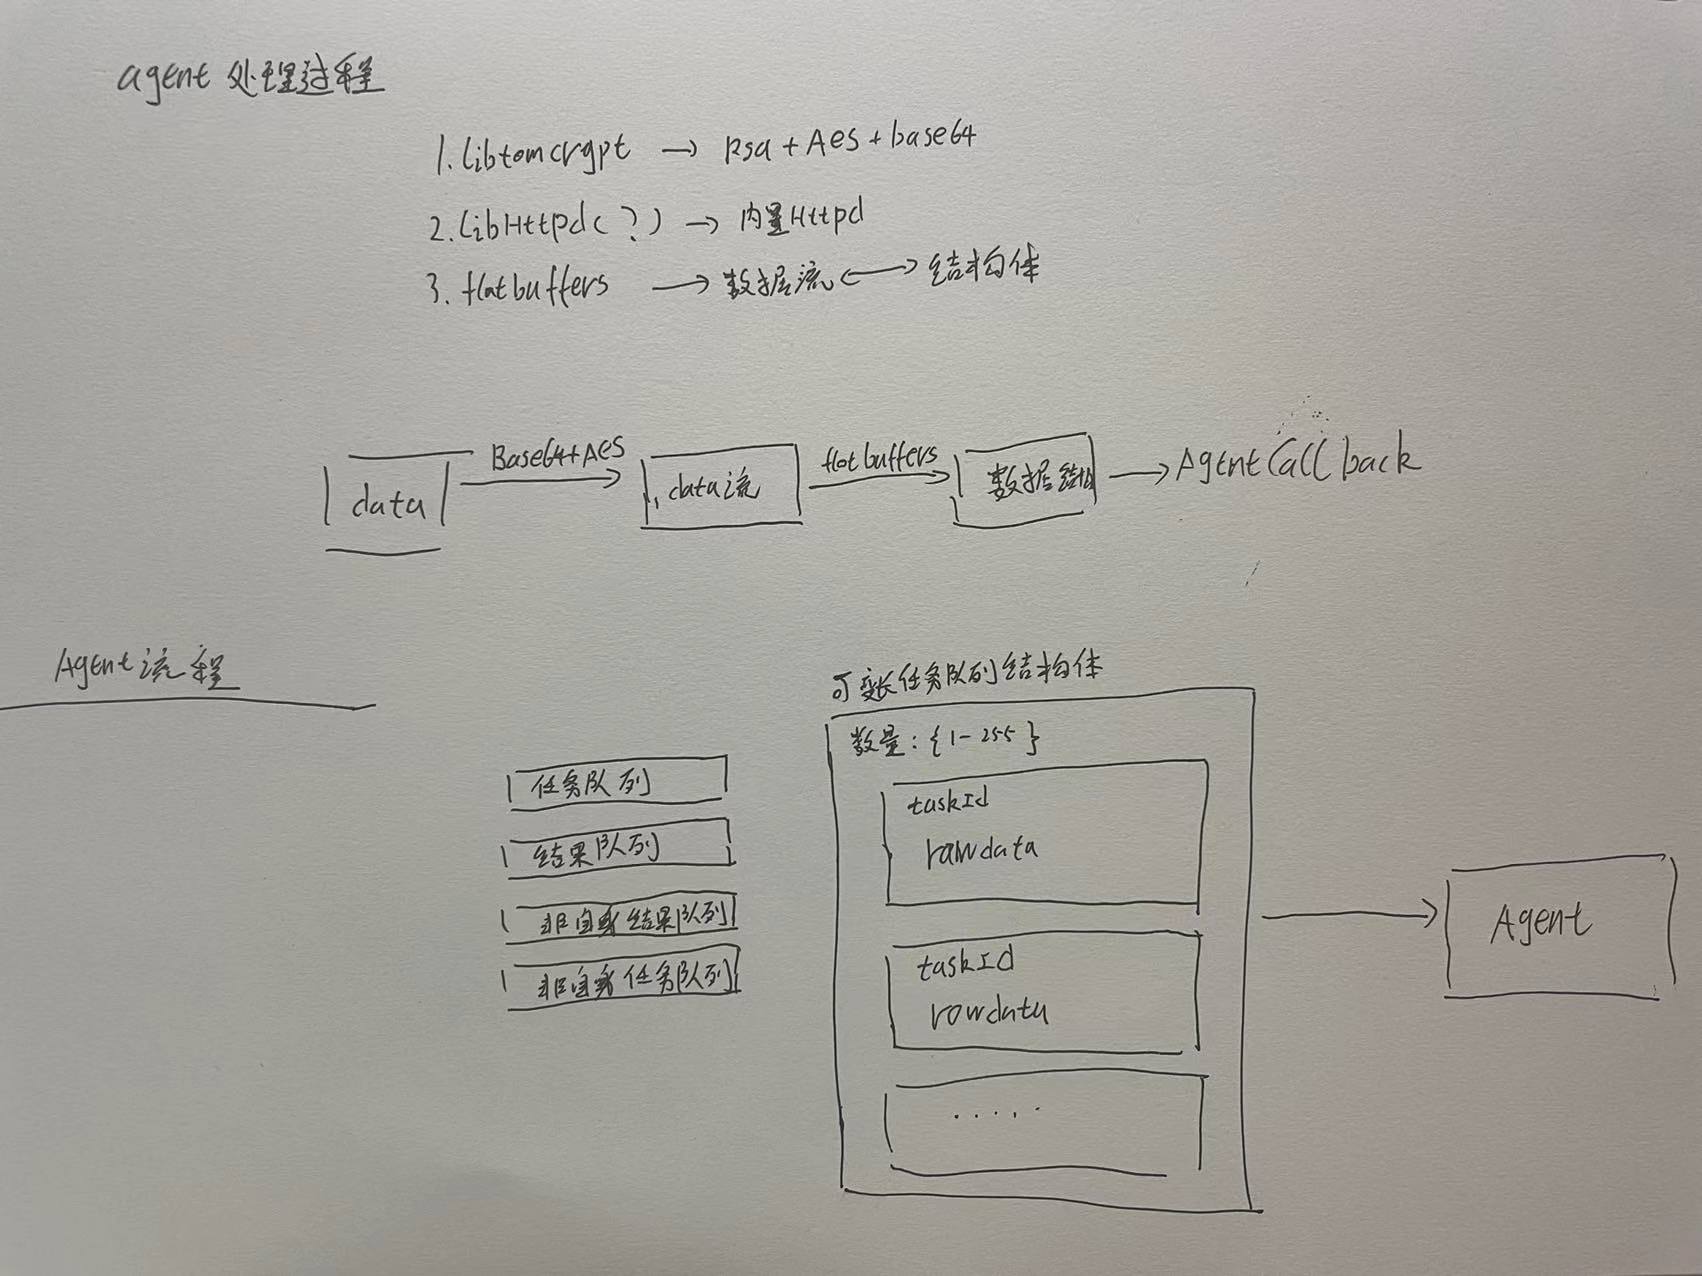 agent 处理过程
1. Libtomcrypt → Rsa + Aes + base64
2. LibHttpd(?) → 内置Httpd
3. flatbuffers → 数据流 ←→ 结构体
data
Base64+Aes
data流
flatbuffers
数据结构
→ AgentCallback
Agent流程
可变长任务队列结构体
数量:{1-255}
任务队列
结果队列
非自身结果队列
非自身任务队列
taskId
rawdata
taskId
rowdata
.....
Agent